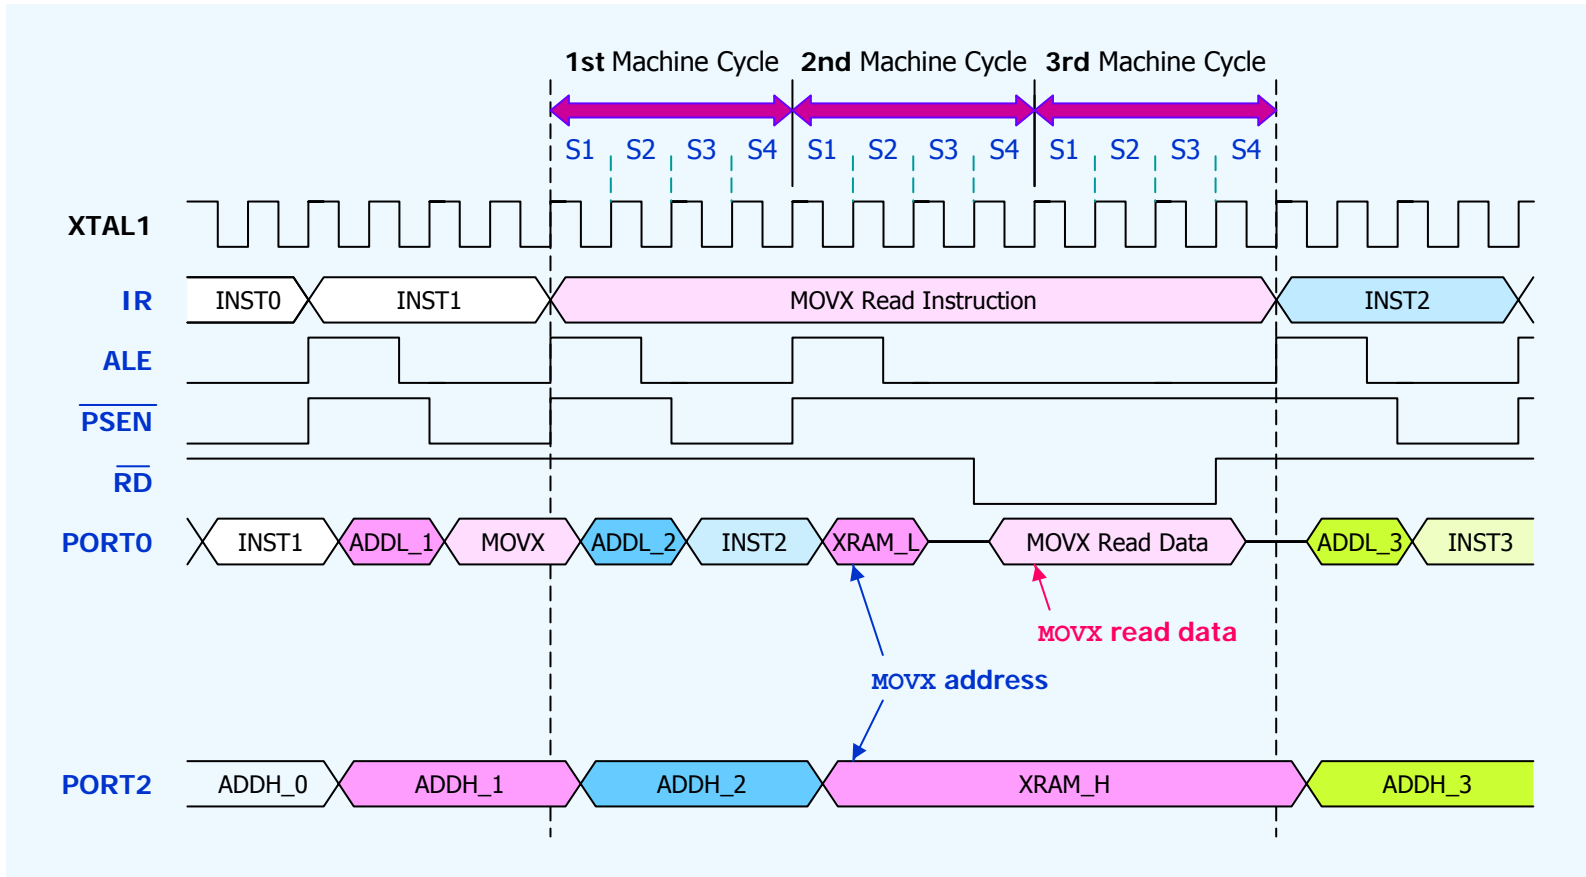 1st Machine Cycle 2nd Machine Cycle 3rd Machine Cycle
S1 S2 S3 S4 S1 S2 S3 S4 S1 S2 S3 S4
XTAL1
IR INST0 INST1 MOVX Read Instruction INST2
ALE
PSEN
RD
PORT0 INST1 ADDL_1 MOVX ADDL_2 INST2 XRAM_L MOVX Read Data ADDL_3 INST3
MOVX read data
MOVX address
PORT2 ADDH_0 ADDH_1 ADDH_2 XRAM_H ADDH_3